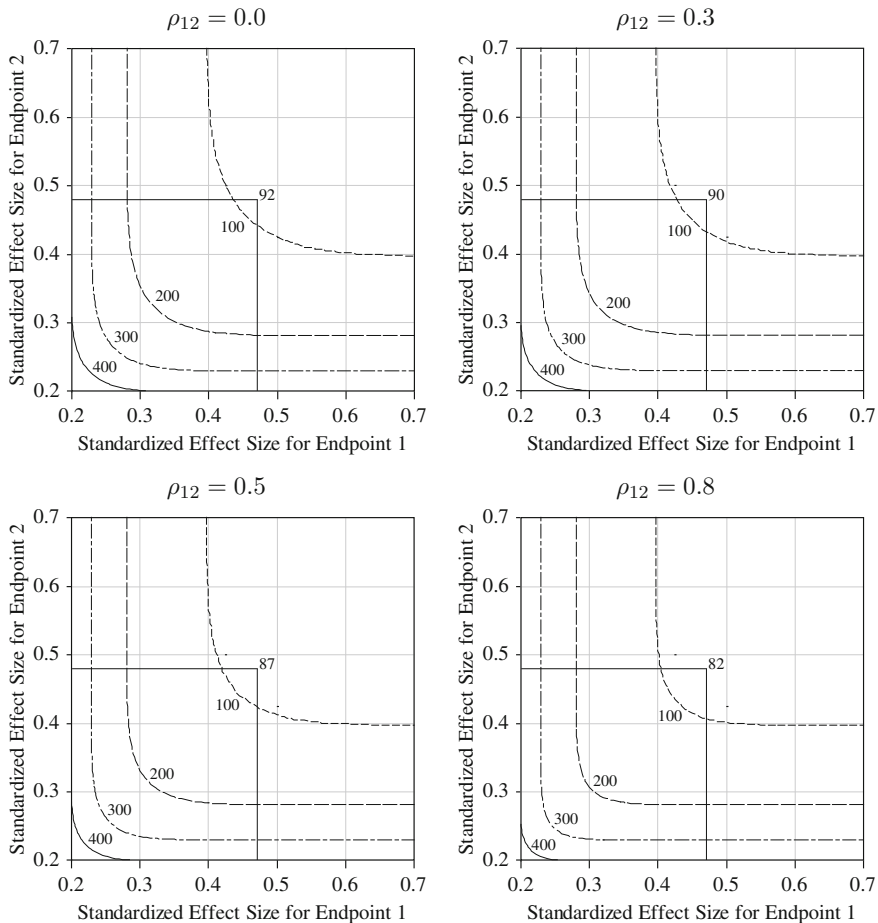 ρ12 = 0.0
Standardized Effect Size for Endpoint 2
0.7
0.6
0.5
0.4
0.3
0.2
92
100
200
300
400
0.2 0.3 0.4 0.5 0.6 0.7
Standardized Effect Size for Endpoint 1
ρ12 = 0.3
Standardized Effect Size for Endpoint 2
0.7
0.6
0.5
0.4
0.3
0.2
90
100
200
300
400
0.2 0.3 0.4 0.5 0.6 0.7
Standardized Effect Size for Endpoint 1
ρ12 = 0.5
Standardized Effect Size for Endpoint 2
0.7
0.6
0.5
0.4
0.3
0.2
87
100
200
300
400
0.2 0.3 0.4 0.5 0.6 0.7
Standardized Effect Size for Endpoint 1
ρ12 = 0.8
Standardized Effect Size for Endpoint 2
0.7
0.6
0.5
0.4
0.3
0.2
82
100
200
300
400
0.2 0.3 0.4 0.5 0.6 0.7
Standardized Effect Size for Endpoint 1